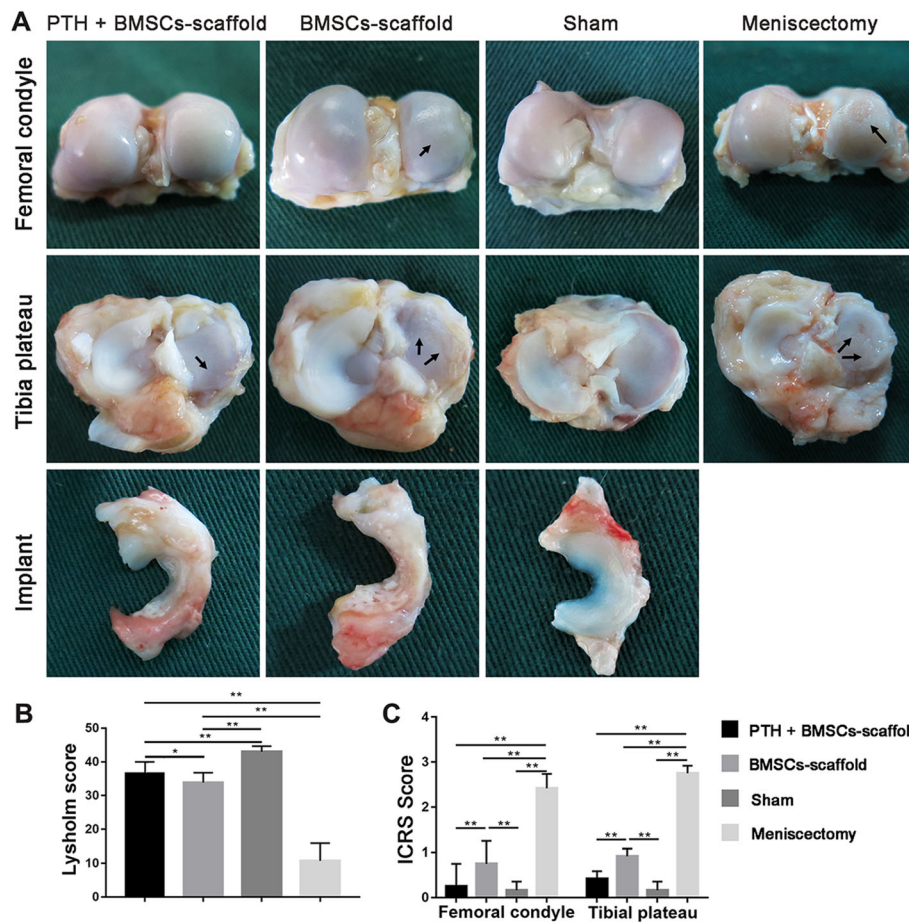 A
PTH + BMSCs-scaffold
BMSCs-scaffold
Sham
Meniscectomy
Femoral condyle
Tibia plateau
Implant
B
**
**
**
**
*
Lysholm score
50
40
30
20
10
0
C
**
**
**
**
**
**
**
**
**
**
ICRS Score
4
3
2
1
0
Femoral condyle
Tibial plateau
PTH + BMSCs-scaffold
BMSCs-scaffold
Sham
Meniscectomy